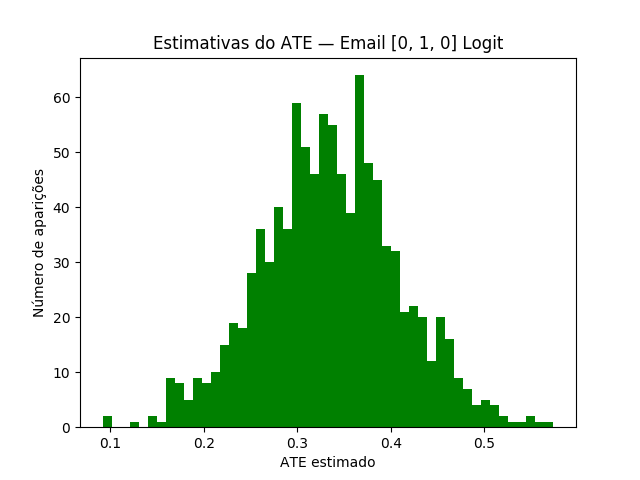 Estimativas do ATE — Email [0, 1, 0] Logit
Número de aparições
60
50
40
30
20
10
0
0.1 0.2 0.3 0.4 0.5
ATE estimado